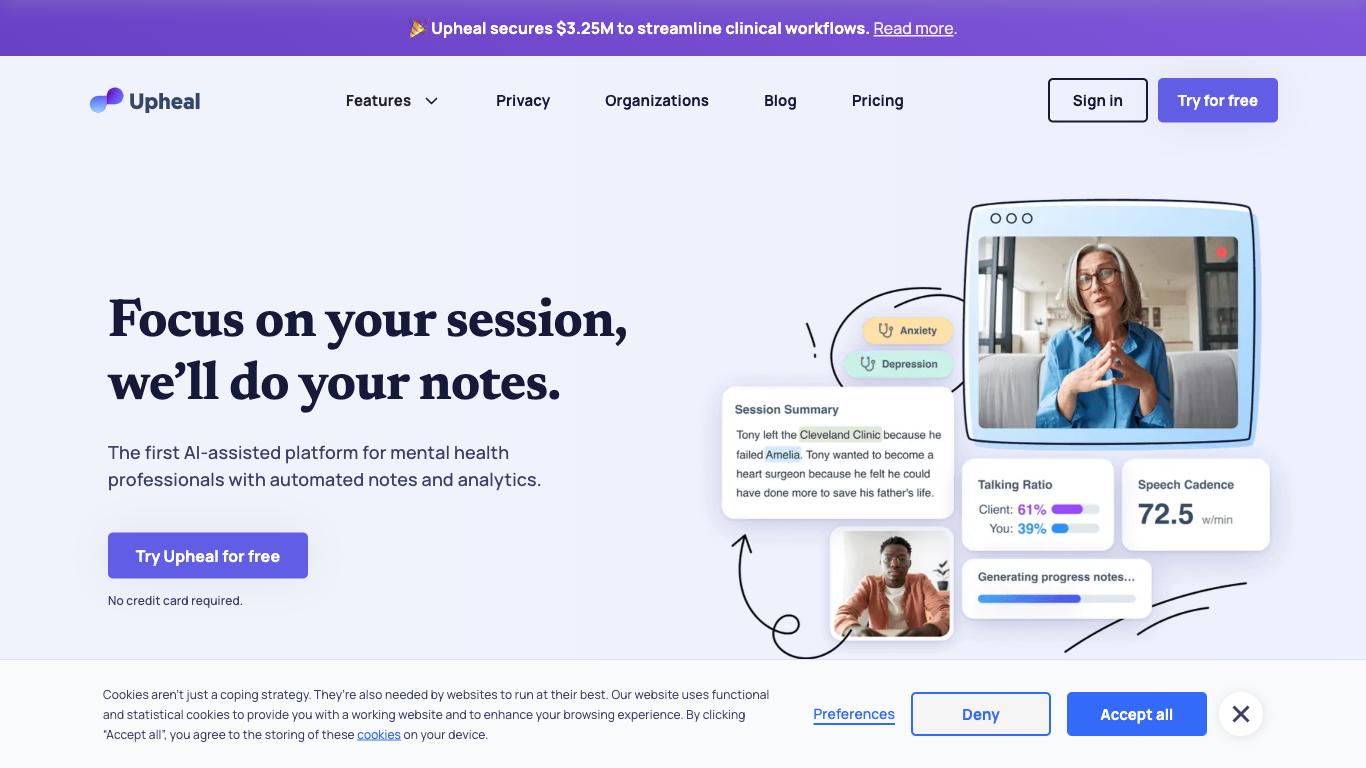 🎉 Upheal secures $3.25M to streamline clinical workflows. Read more.
Upheal
Features
Privacy
Organizations
Blog
Pricing
Sign in
Try for free
Focus on your session,
we'll do your notes.
The first AI-assisted platform for mental health
professionals with automated notes and analytics.
Try Upheal for free
No credit card required.
Anxiety
Depression
Session Summary
Tony left the Cleveland Clinic because he
failed Amelia. Tony wanted to become a
heart surgeon because he felt he could
have done more to save his father's life.
Talking Ratio
Client: 61%
You: 39%
Speech Cadence
72.5 w/min
Generating progress notes...
Cookies aren't just a coping strategy. They're also needed by websites to run at their best. Our website uses functional
and statistical cookies to provide you with a working website and to enhance your browsing experience. By clicking
"Accept all", you agree to the storing of these cookies on your device.
Preferences
Deny
Accept all